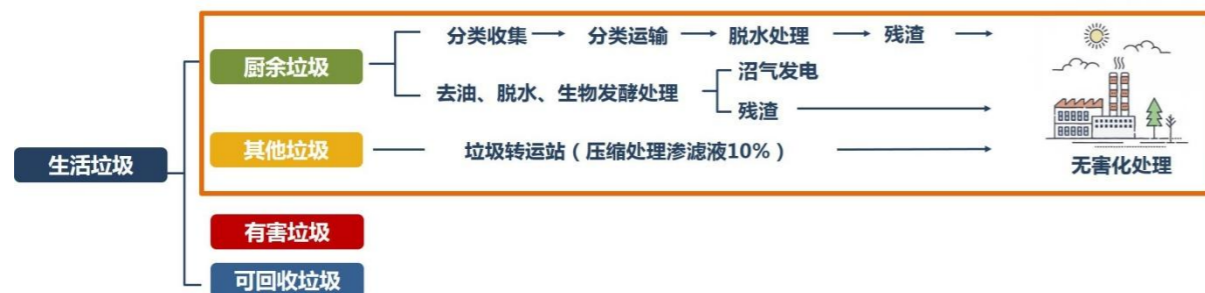 分类收集 分类运输 脱水处理 残渣
厨余垃圾
沼气发电
去油、脱水、生物发酵处理
残渣
其他垃圾 垃圾转运站（压缩处理渗滤液10%）
生活垃圾
无害化处理
有害垃圾
可回收垃圾